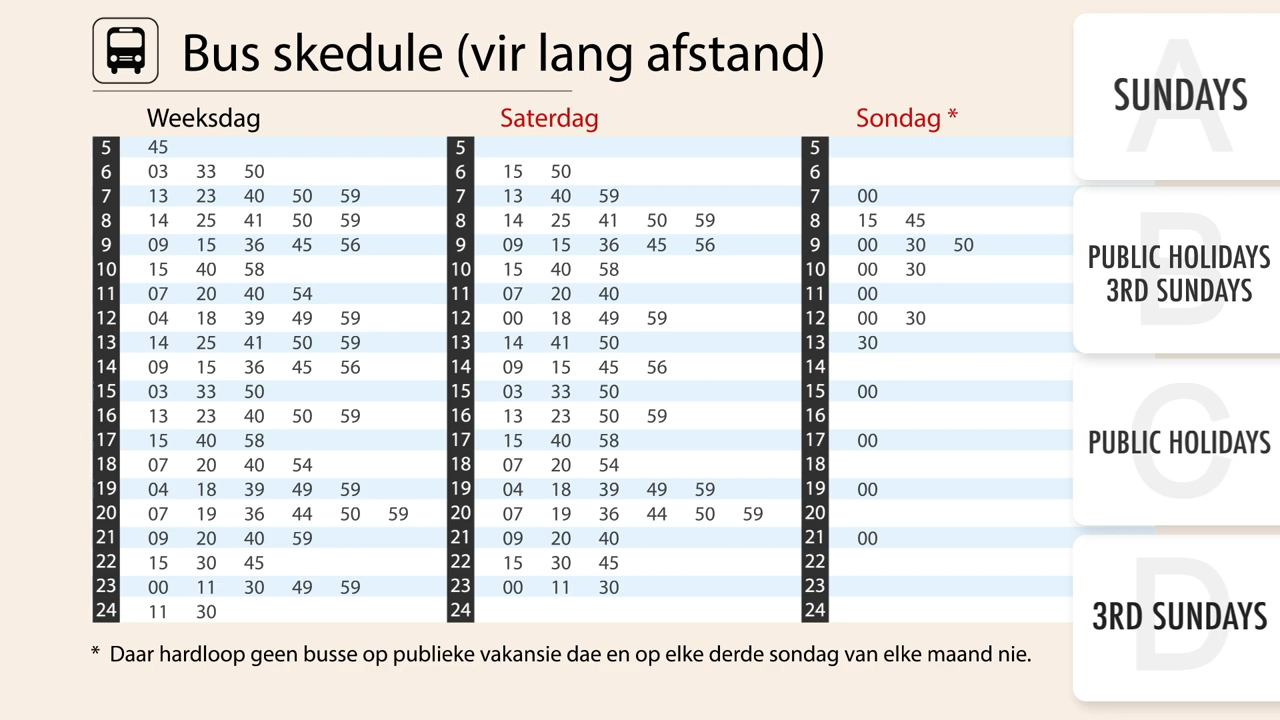 Bus skedule (vir lang afstand)
Weeksdag Saterdag Sondag *
5 45 5 5
6 03 33 50 6 15 50 6
7 13 23 40 50 59 7 13 40 59 7 00
8 14 25 41 50 59 8 14 25 41 50 59 8 15 45
9 09 15 36 45 56 9 09 15 36 45 56 9 00 30 50
10 15 40 58 10 15 40 58 10 00 30
11 07 20 40 54 11 07 20 40 11 00
12 04 18 39 49 59 12 00 18 49 59 12 00 30
13 14 25 41 50 59 13 14 41 50 13 30
14 09 15 36 45 56 14 09 15 45 56 14
15 03 33 50 15 03 33 50 15 00
16 13 23 40 50 59 16 13 23 50 59 16
17 15 40 58 17 15 40 58 17 00
18 07 20 40 54 18 07 20 54 18
19 04 18 39 49 59 19 04 18 39 49 59 19 00
20 07 19 36 44 50 59 20 07 19 36 44 50 59 20
21 09 20 40 59 21 09 20 40 21 00
22 15 30 45 22 15 30 45 22
23 00 11 30 49 59 23 00 11 30 23
24 11 30 24 24
* Daar hardloop geen busse op publieke vakansie dae en op elke derde sondag van elke maand nie.
A
SUNDAYS
B
PUBLIC HOLIDAYS
3RD SUNDAYS
C
PUBLIC HOLIDAYS
D
3RD SUNDAYS